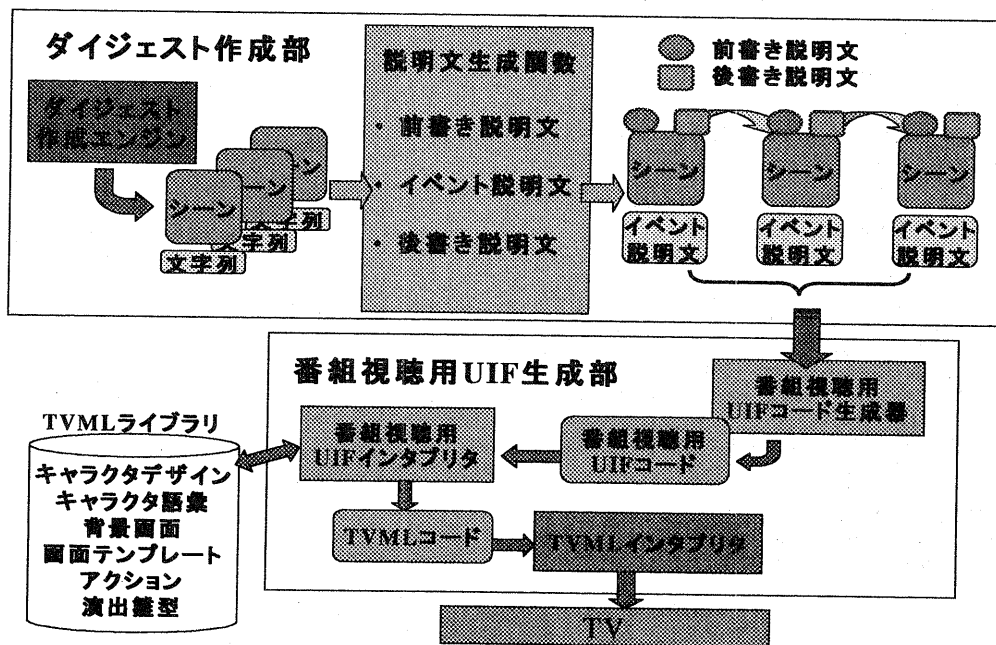 ダイジェスト作成部
ダイジェスト
作成エンジン
シーン
ーン
ン
文字列
文字列
文字列
説明文生成関数
・ 前書き説明文
・ イベント説明文
・ 後書き説明文
前書き説明文
後書き説明文
シーン
シーン
シーン
イベント
説明文
イベント
説明文
イベント
説明文
番組視聴用UIF生成部
番組視聴用
UIFコード生成器
番組視聴用
UIFコード
番組視聴用
UIFインタプリタ
TVMLライブラリ
キャラクタデザイン
キャラクタ語彙
背景画面
画面テンプレート
アクション
演出雛型
TVMLコード
TVMLインタプリタ
TV